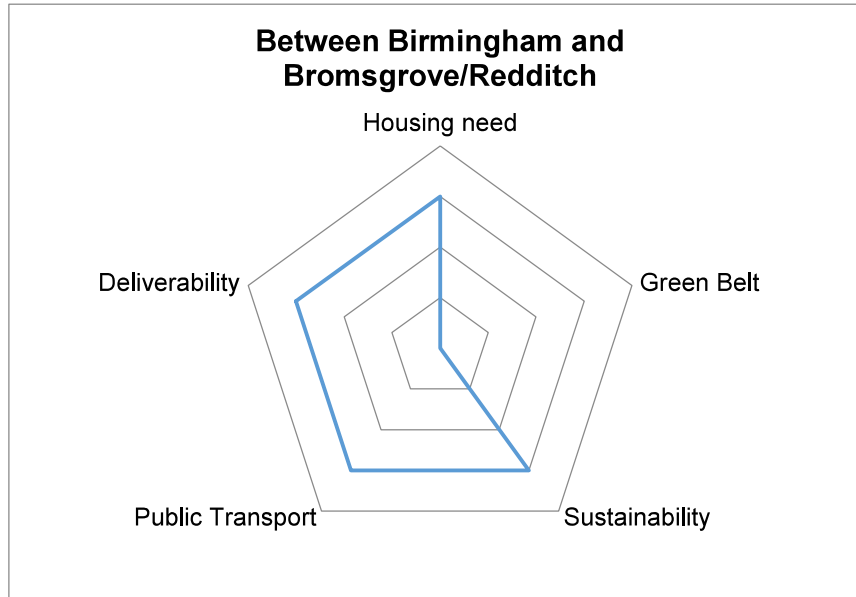 Between Birmingham and
Bromsgrove/Redditch
Housing need
Deliverability
Green Belt
Public Transport
Sustainability